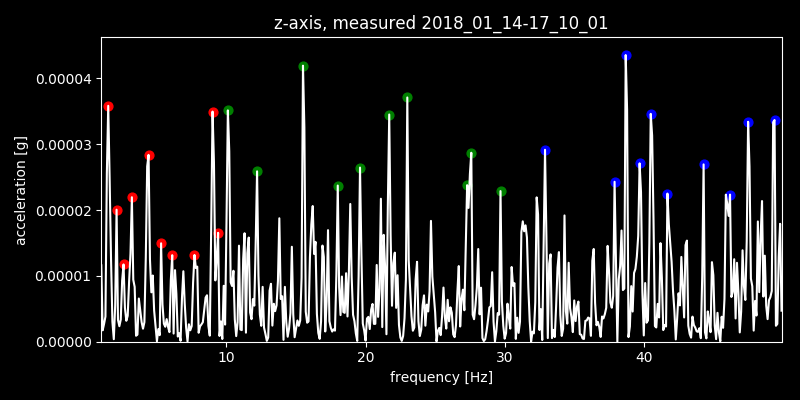 z-axis, measured 2018_01_14-17_10_01
0.00004
0.00003
0.00002
0.00001
0.00000
acceleration [g]
10 20 30 40
frequency [Hz]